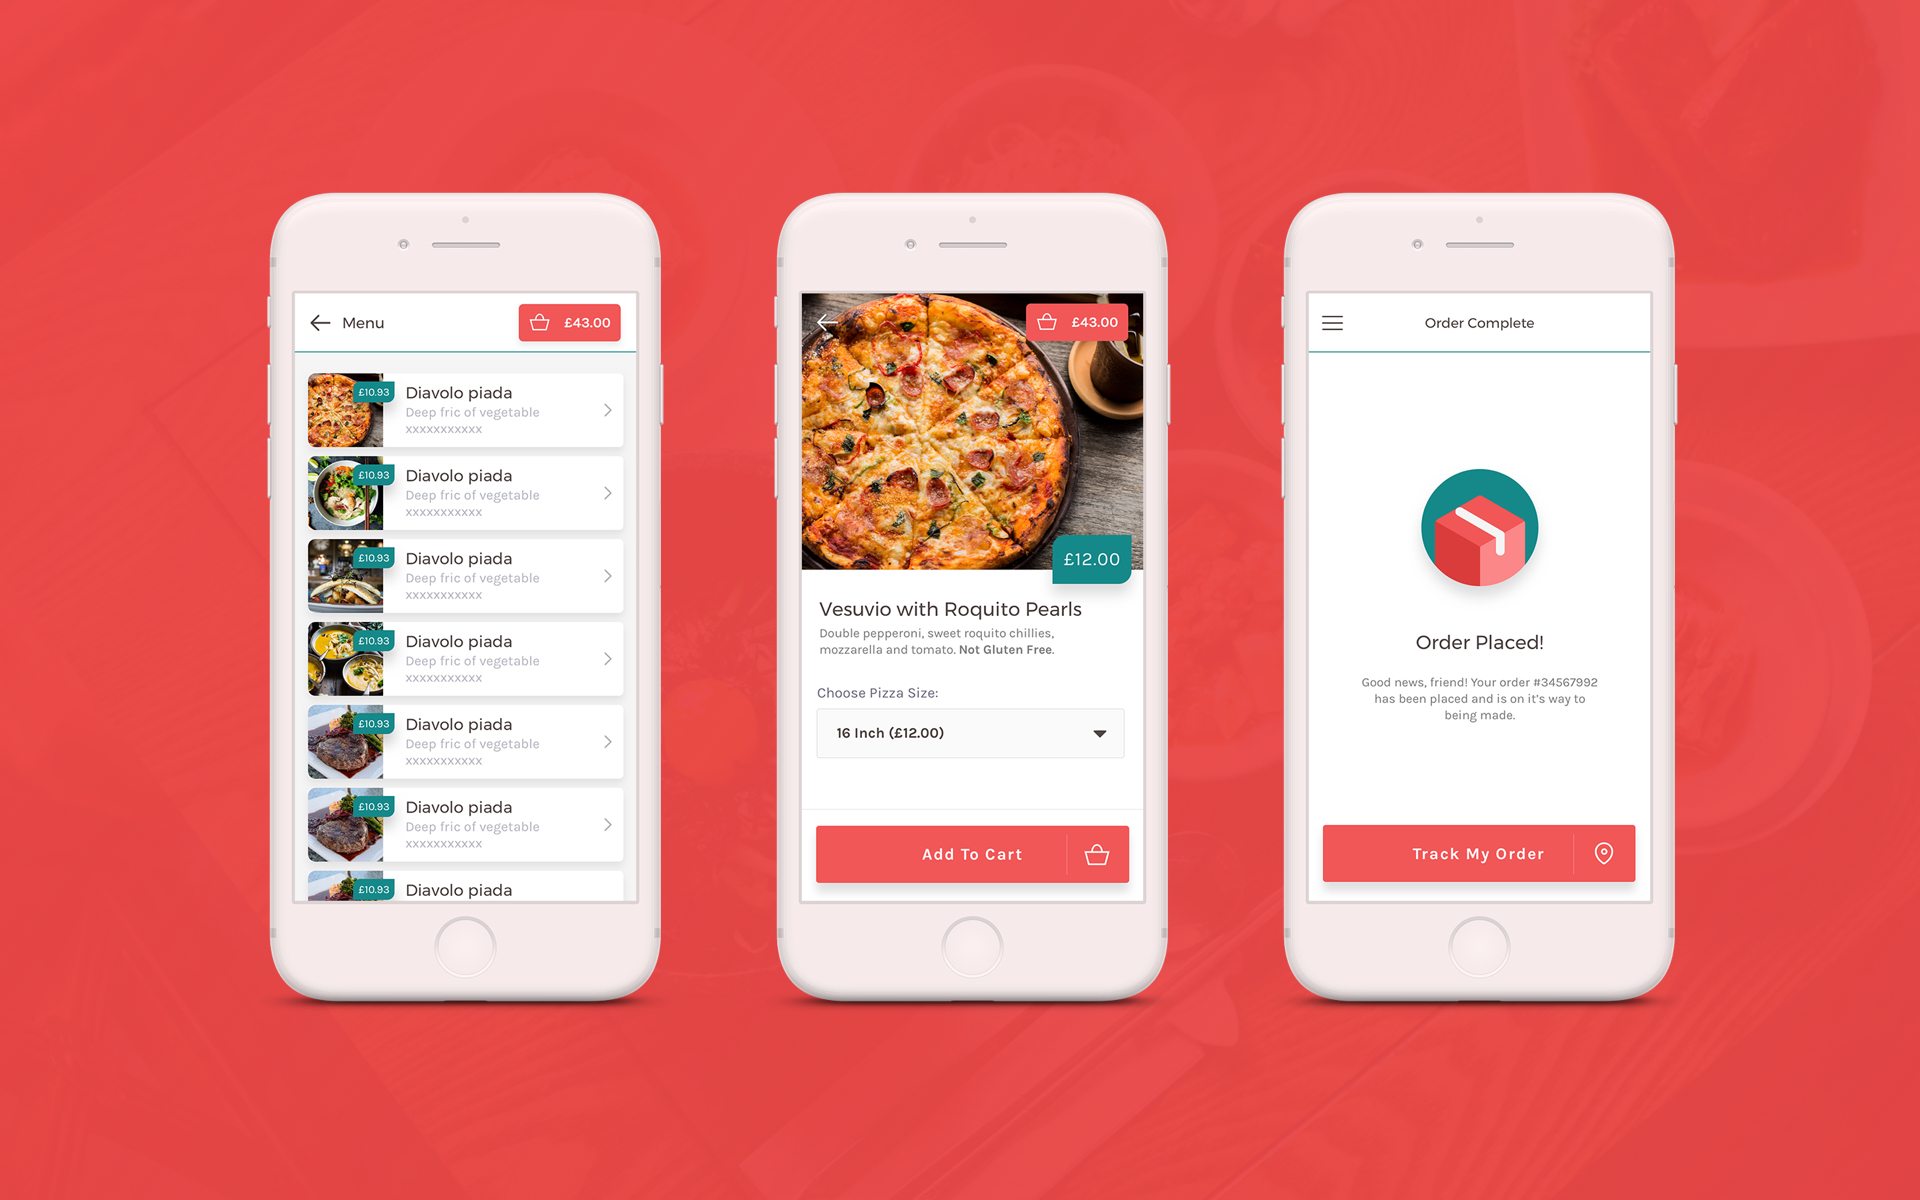 Menu
£43.00
£10.93
Diavolo piada
Deep fric of vegetable
xxxxxxxxxxx
£10.93
Diavolo piada
Deep fric of vegetable
xxxxxxxxxxx
£10.93
Diavolo piada
Deep fric of vegetable
xxxxxxxxxxx
£10.93
Diavolo piada
Deep fric of vegetable
xxxxxxxxxxx
£10.93
Diavolo piada
Deep fric of vegetable
xxxxxxxxxxx
£10.93
Diavolo piada
Deep fric of vegetable
xxxxxxxxxxx
£10.93
Diavolo piada
£43.00
£12.00
Vesuvio with Roquito Pearls
Double pepperoni, sweet roquito chillies,
mozzarella and tomato. Not Gluten Free.
Choose Pizza Size:
16 Inch (£12.00)
Add To Cart
Order Complete
Order Placed!
Good news, friend! Your order #34567992
has been placed and is on it's way to
being made.
Track My Order